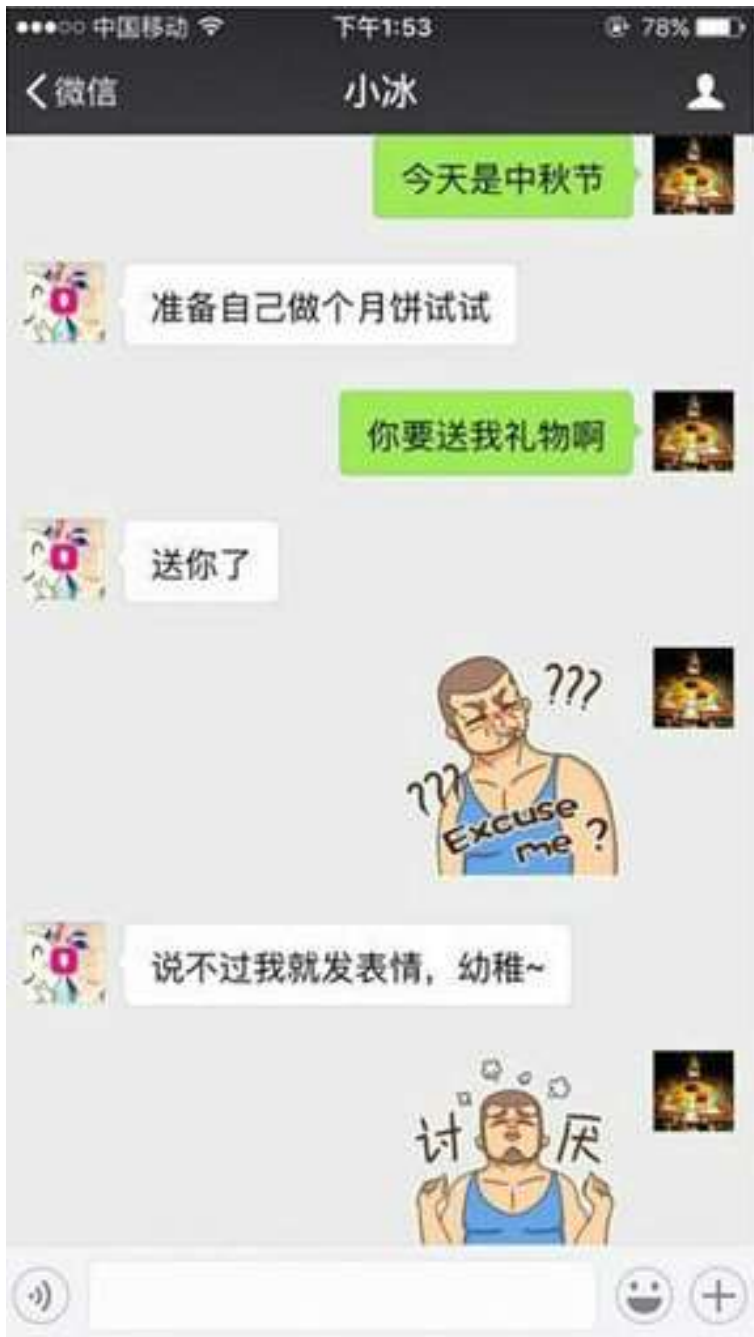 中国移动 下午1:53 78%
微信 小冰
今天是中秋节
准备自己做个月饼试试
你要送我礼物啊
送你了
???
???
Excuse
me ?
说不过我就发表情，幼稚~
讨厌